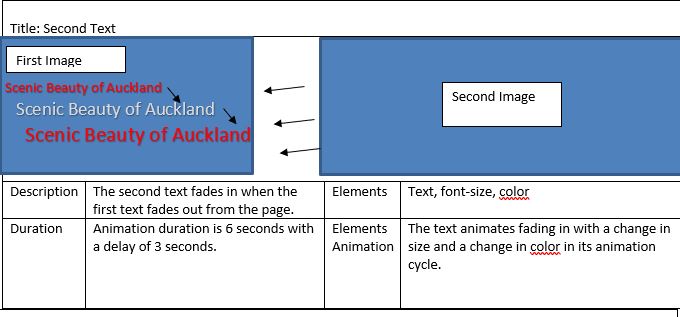 Title: Second Text
First Image
Scenic Beauty of Auckland
Scenic Beauty of Auckland
Scenic Beauty of Auckland
Second Image
Description
The second text fades in when the
first text fades out from the page.
Elements
Text, font-size, color
Duration
Animation duration is 6 seconds with
a delay of 3 seconds.
Elements
Animation
The text animates fading in with a change in
size and a change in color in its animation
cycle.